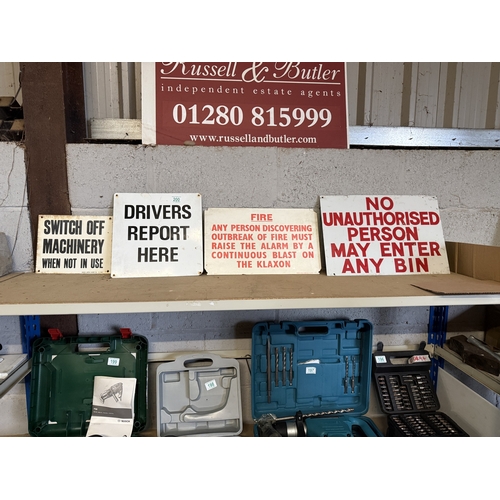 Russell & Butler
independent estate agents
01280 815999
www.russellandbutler.com
SWITCH OFF
MACHINERY
WHEN NOT IN USE
DRIVERS
REPORT
HERE
FIRE
ANY PERSON DISCOVERING
OUTBREAK OF FIRE MUST
RAISE THE ALARM BY A
CONTINUOUS BLAST ON
THE KLAXON
NO
UNAUTHORISED
PERSON
MAY ENTER
ANY BIN